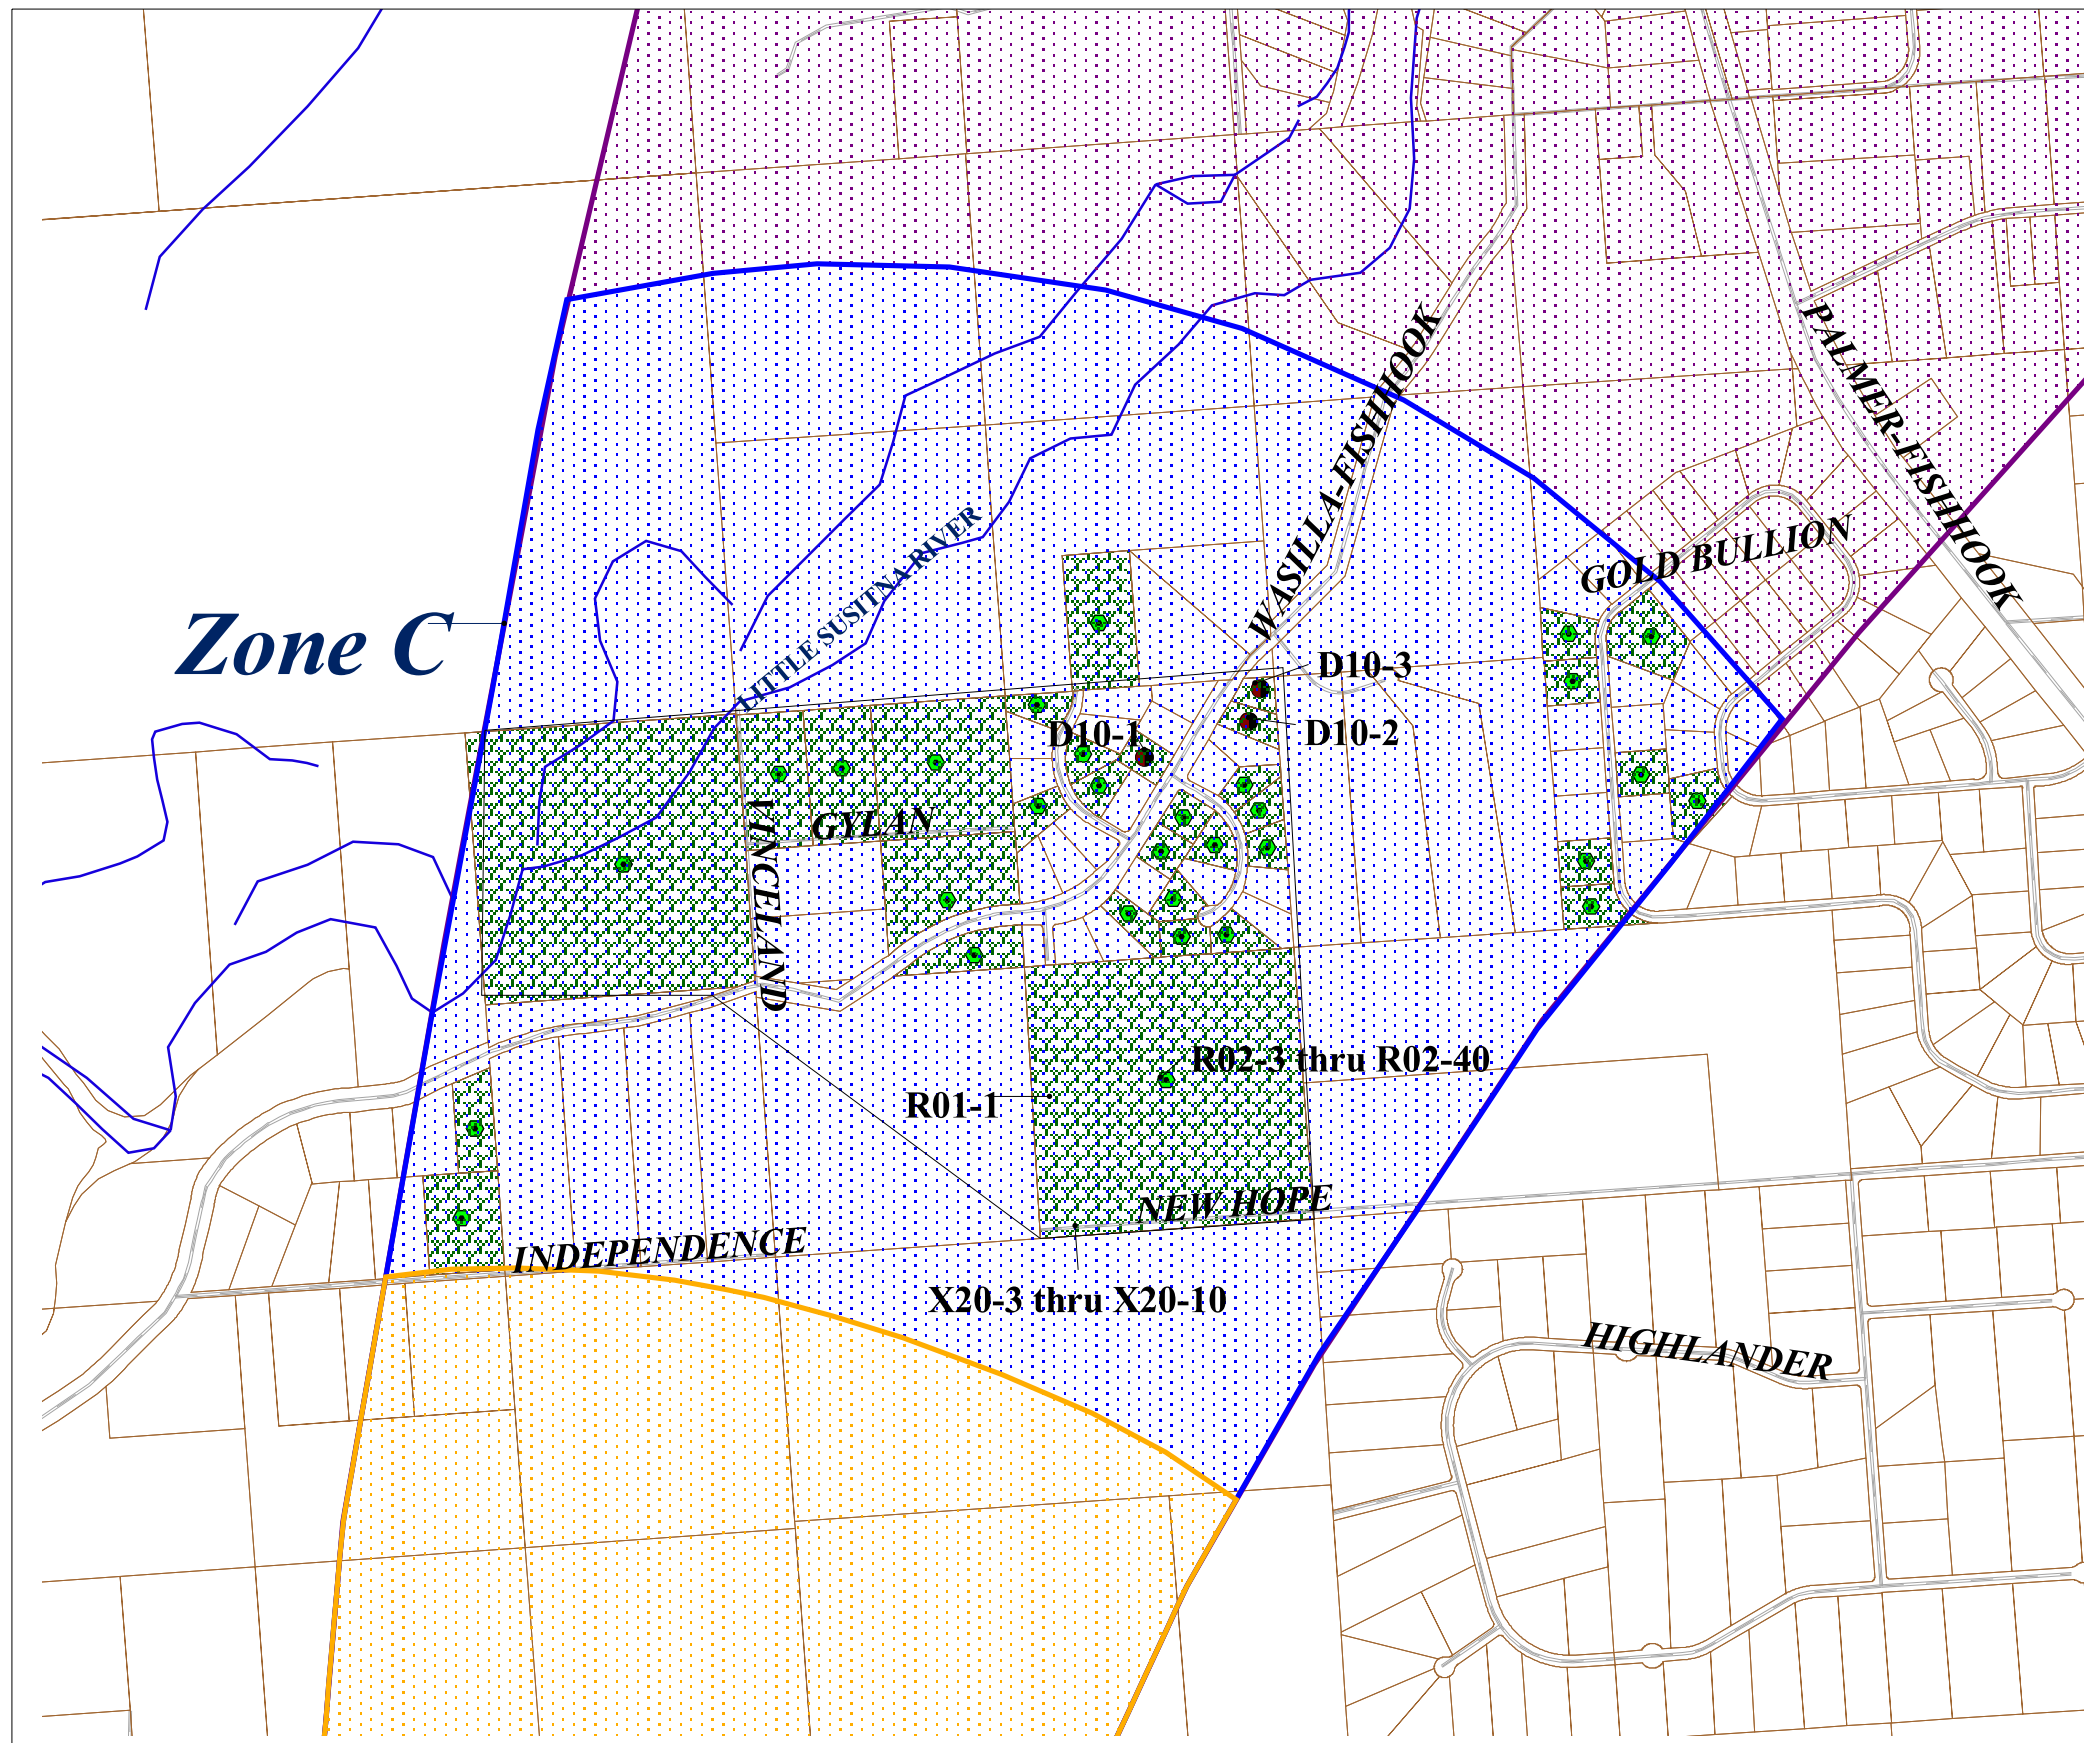 WASILLA-FISHHOOK
PALMER-FISHHOOK
GOLD BULLION
LITTLE SUSITNA RIVER
Zone C
D10-3
D10-1
D10-2
VINCELAND
GYLAN
R02-3 thru R02-40
R01-1
NEW HOPE
INDEPENDENCE
X20-3 thru X20-10
HIGHLANDER